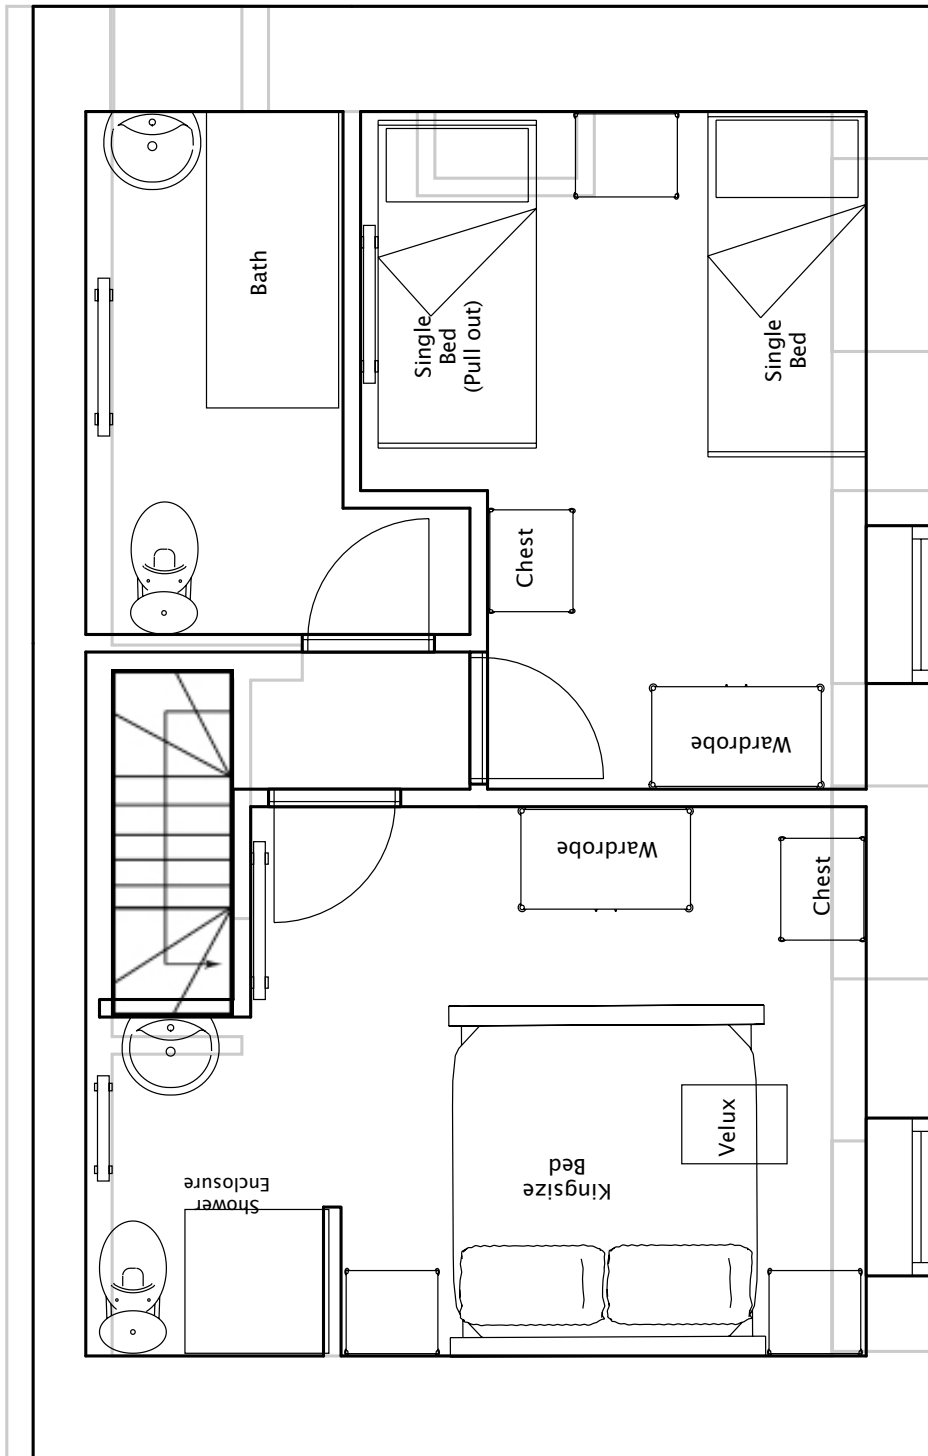 Bath
Single
Bed
(Pull out)
Single
Bed
Chest
Wardrobe
Wardrobe
Chest
Velux
Kingsize
Bed
Shower
Enclosure